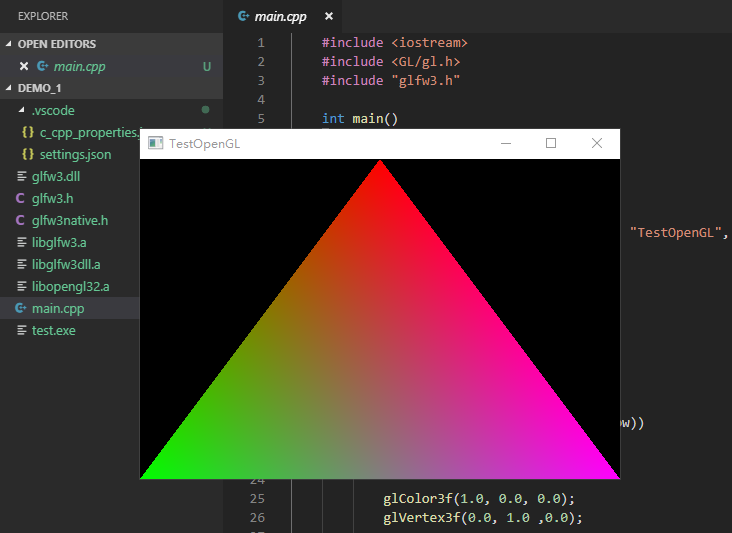 EXPLORER
OPEN EDITORS
main.cpp U
DEMO_1
.vscode
c_cpp_properties.
settings.json
glfw3.dll
glfw3.h
glfw3native.h
libglfw3.a
libglfw3dll.a
libopengl32.a
main.cpp
test.exe
main.cpp
1 #include <iostream>
2 #include <GL/gl.h>
3 #include "glfw3.h"
4
5 int main()
TestOpenGL
"TestOpenGL",
ow))
24
25 glColor3f(1.0, 0.0, 0.0);
26 glVertex3f(0.0, 1.0 ,0.0);